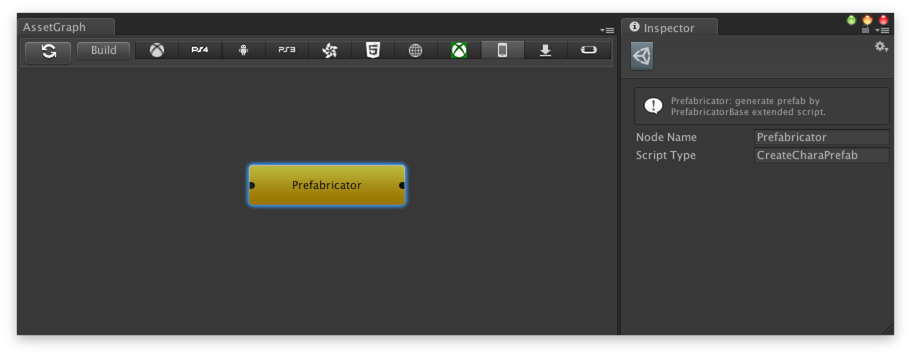 AssetGraph
Inspector
Build
PS4
PS3
Prefabricator: generate prefab by
PrefabricatorBase extended script.
Node Name
Prefabricator
Script Type
CreateCharaPrefab
Prefabricator